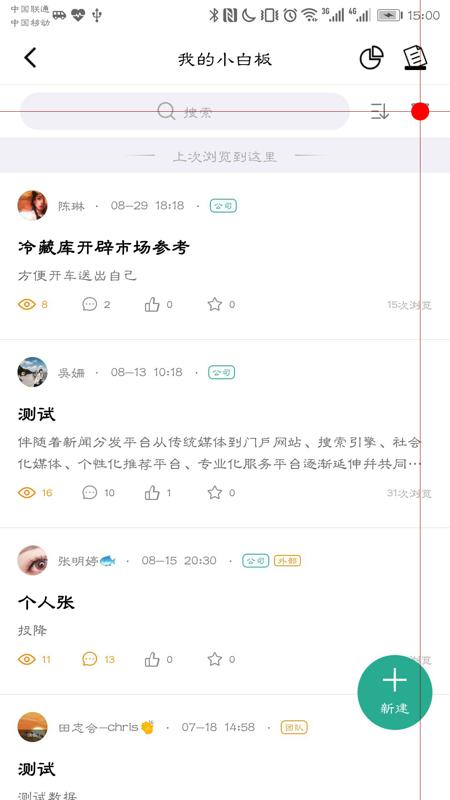 中国联通
中国移动
3G
4G
15:00
我的小白板
搜索
上次浏览到这里
陈琳 · 08-29 18:18 · 公司
冷藏库开辟市场参考
方便开车送出自己
8 2 0 0 15次浏览
吳姗 · 08-13 10:18 · 公司
测试
伴随着新闻分发平台从传统媒体到门户网站、搜索引擎、社会
化媒体、个性化推荐平台、专业化服务平台逐渐延伸并共同…
16 10 1 0 31次浏览
张明婷🐟 · 08-15 20:30 · 公司 外部
个人张
投降
11 13 0 0 览
新建
田志会-chris👏 · 07-18 14:58 · 团队
测试
测试数据